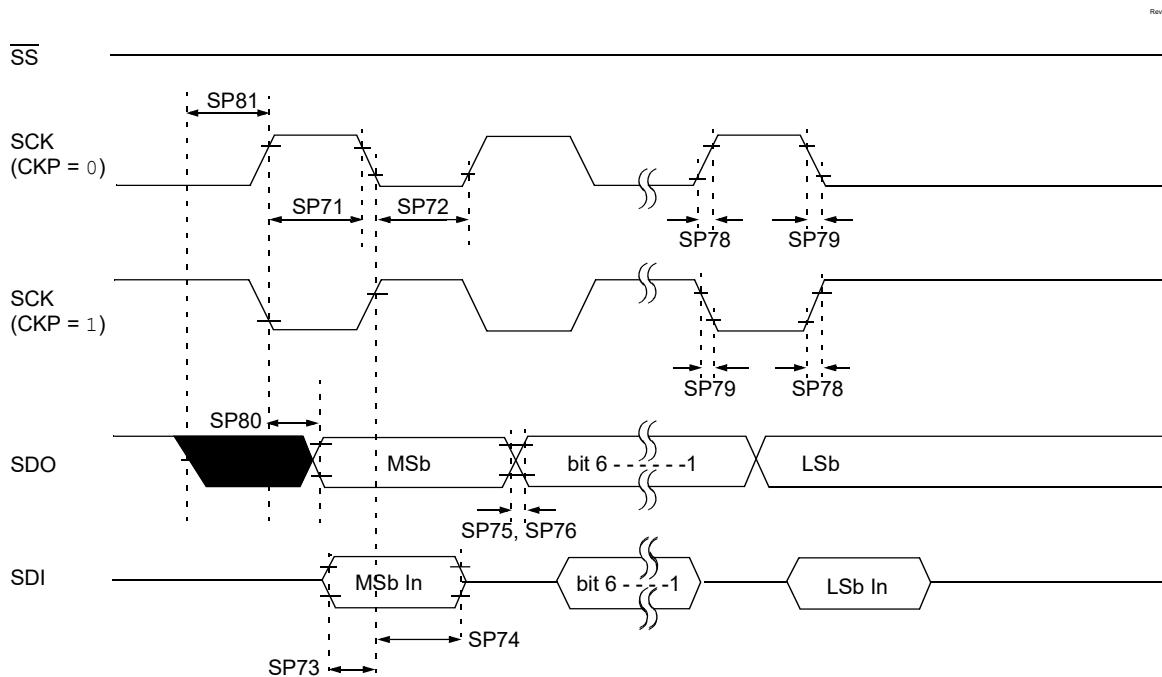 Rev
SS
SP81
SCK
(CKP = 0)
SP71
SP72
SP78
SP79
SCK
(CKP = 1)
SP79
SP78
SP80
SDO
MSb
bit 6 - - - - - -1
LSb
SP75, SP76
SDI
MSb In
bit 6 - - - - -1
LSb In
SP74
SP73